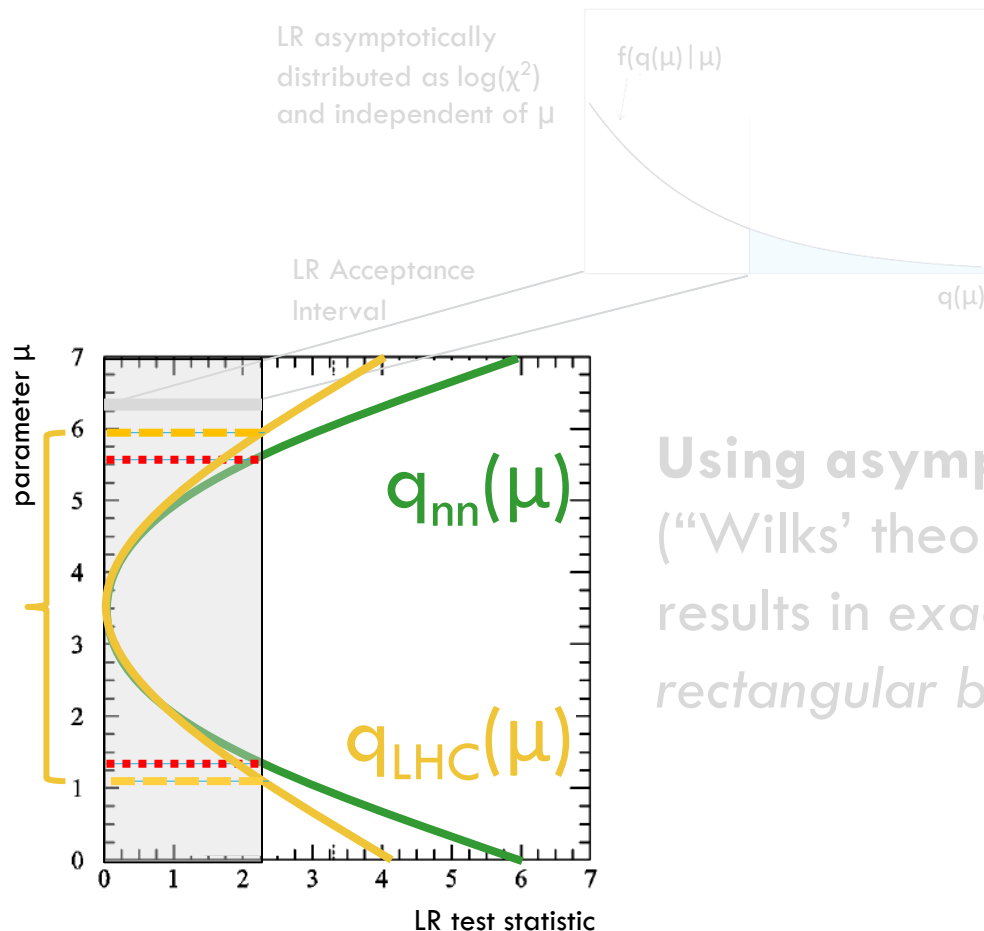 LR asymptotically
distributed as log(χ²)
and independent of μ
f(q(μ)|μ)
LR Acceptance
Interval
q(μ)
parameter μ
7
6
5
4
3
2
1
0
qnn(μ)
qLHC(μ)
0 1 2 3 4 5 6 7
LR test statistic
Using asymp
(“Wilks’ theo
results in exa
rectangular b